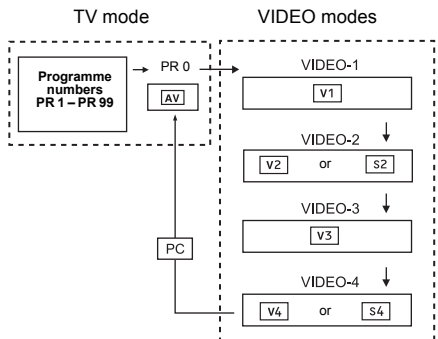 TV mode
VIDEO modes
Programme
numbers
PR 1 – PR 99
PR 0
AV
VIDEO-1
V1
VIDEO-2
V2 or S2
VIDEO-3
V3
PC
VIDEO-4
V4 or S4